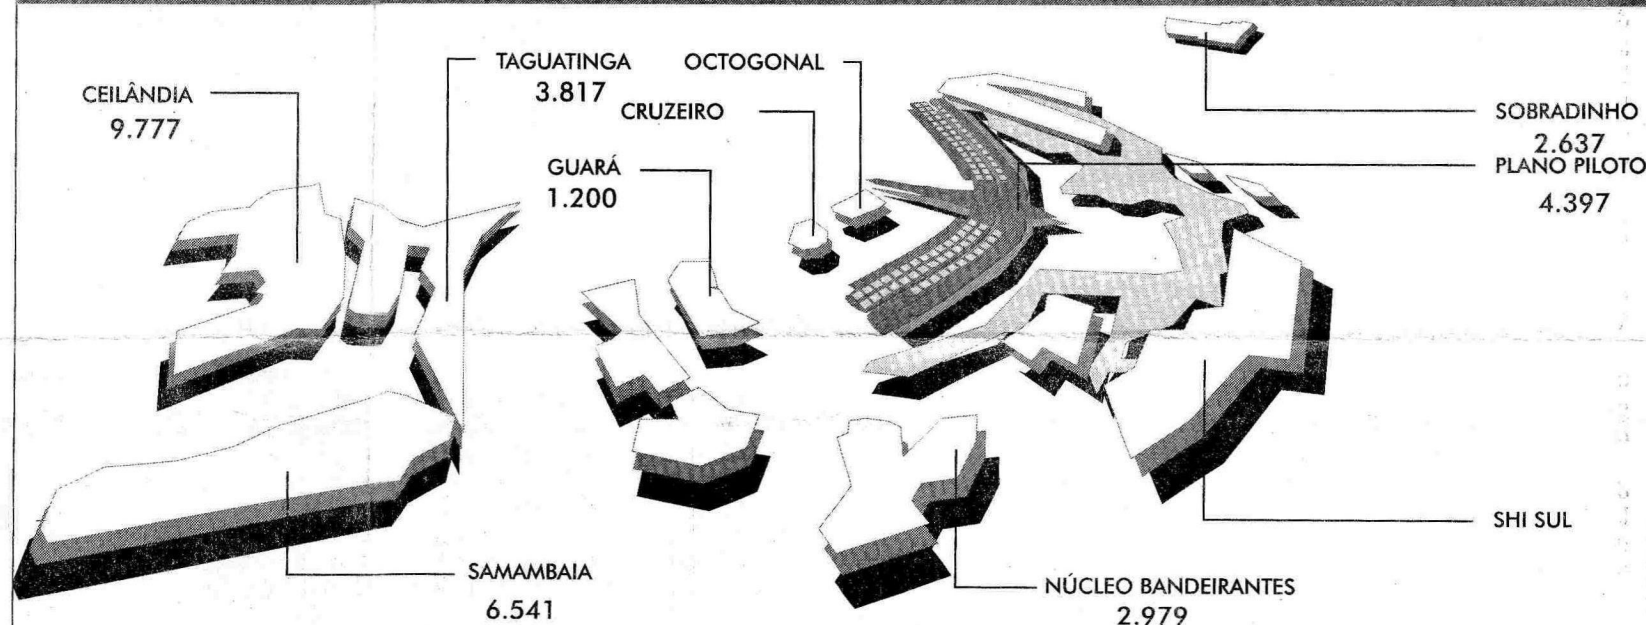 CEILÂNDIA
9.777
TAGUATINGA
3.817
OCTOGONAL
CRUZEIRO
GUARÁ
1.200
SOBRADINHO
2.637
PLANO PILOTO
4.397
SHI SUL
SAMAMBAIA
6.541
NÚCLEO BANDEIRANTES
2.979